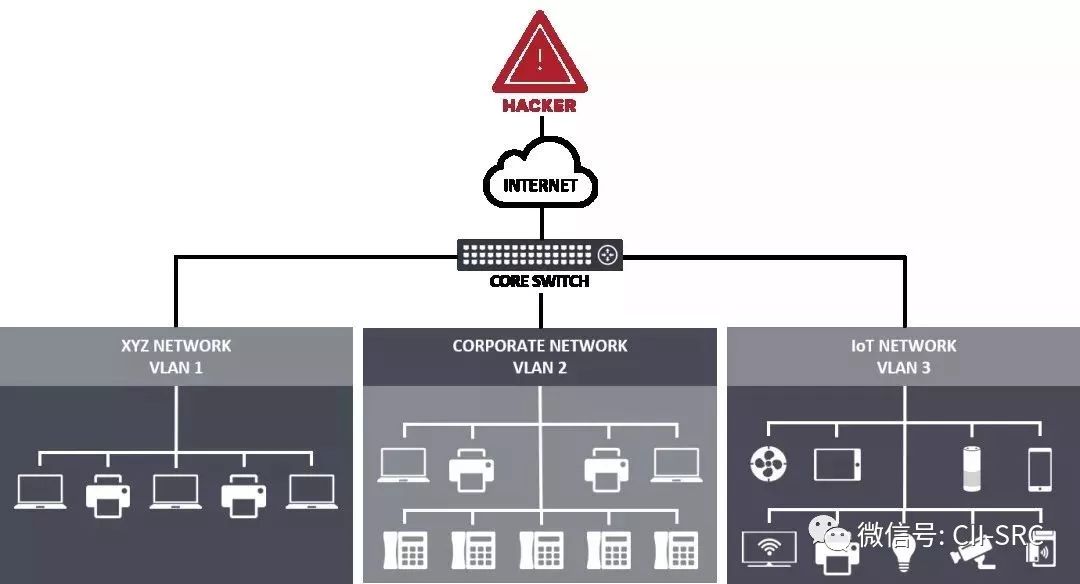 !
HACKER
INTERNET
CORE SWITCH
XYZ NETWORK
VLAN 1
CORPORATE NETWORK
VLAN 2
IoT NETWORK
VLAN 3
微信号: CII-SRC